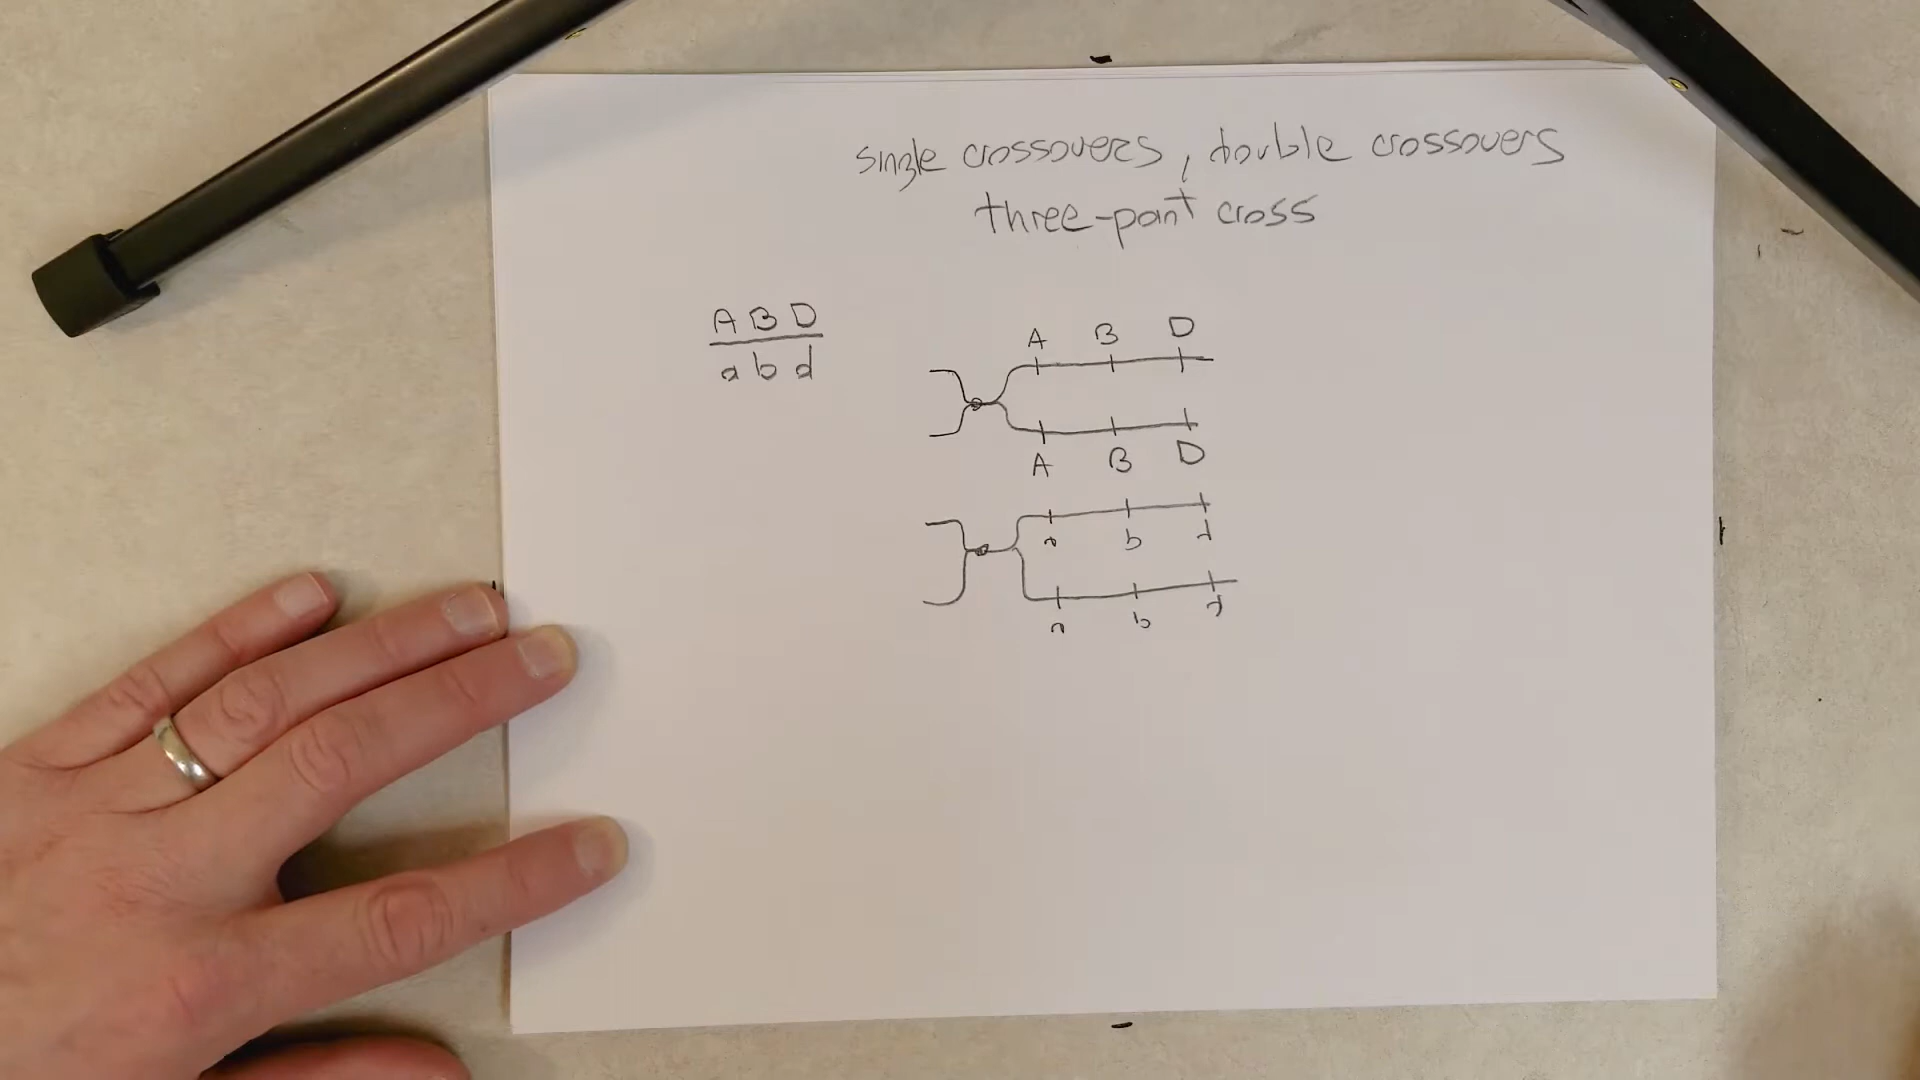 single crossovers, double crossovers
three-point cross
A B D
a b d
A B D
A B D
a b d
a b d